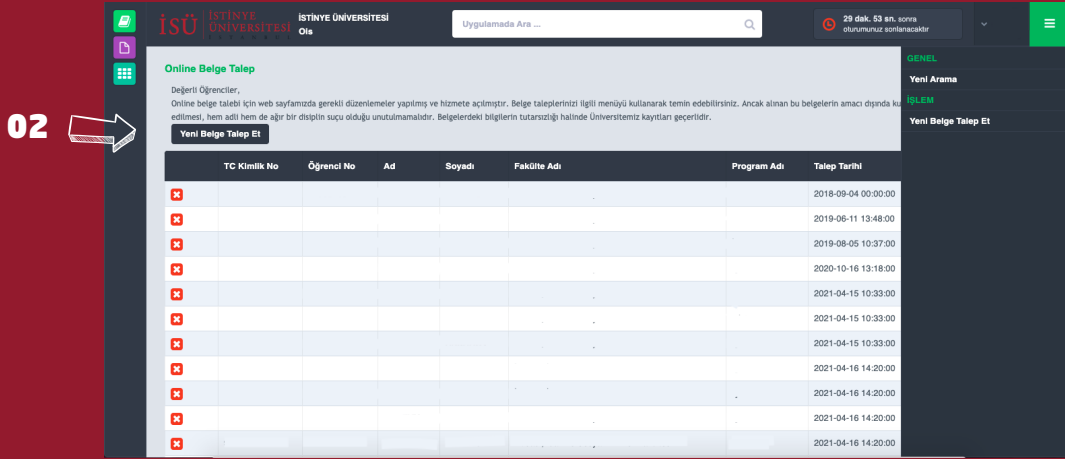 02
İSÜ İSTİNYE ÜNİVERSİTESİ
İSTANBUL
İSTİNYE ÜNİVERSİTESİ
Ois
Uygulamada Ara ...
29 dak. 53 sn. sonra
oturumunuz sonlanacaktır
GENEL
Yeni Arama
İŞLEM
Yeni Belge Talep Et
Online Belge Talep
Değerli Öğrenciler,
Online belge talebi için web sayfamızda gerekli düzenlemeler yapılmış ve hizmete açılmıştır. Belge taleplerinizi ilgili menüyü kullanarak temin edebilirsiniz. Ancak alınan bu belgelerin amacı dışında ku
edilmesi, hem adli hem de ağır bir disiplin suçu olduğu unutulmamalıdır. Belgelerdeki bilgilerin tutarsızlığı halinde Üniversitemiz kayıtları geçerlidir.
Yeni Belge Talep Et
TC Kimlik No Öğrenci No Ad Soyadı Fakülte Adı Program Adı Talep Tarihi
2018-09-04 00:00:00
2019-06-11 13:48:00
2019-08-05 10:37:00
2020-10-16 13:18:00
2021-04-15 10:33:00
2021-04-15 10:33:00
2021-04-15 10:33:00
2021-04-16 14:20:00
2021-04-16 14:20:00
2021-04-16 14:20:00
2021-04-16 14:20:00